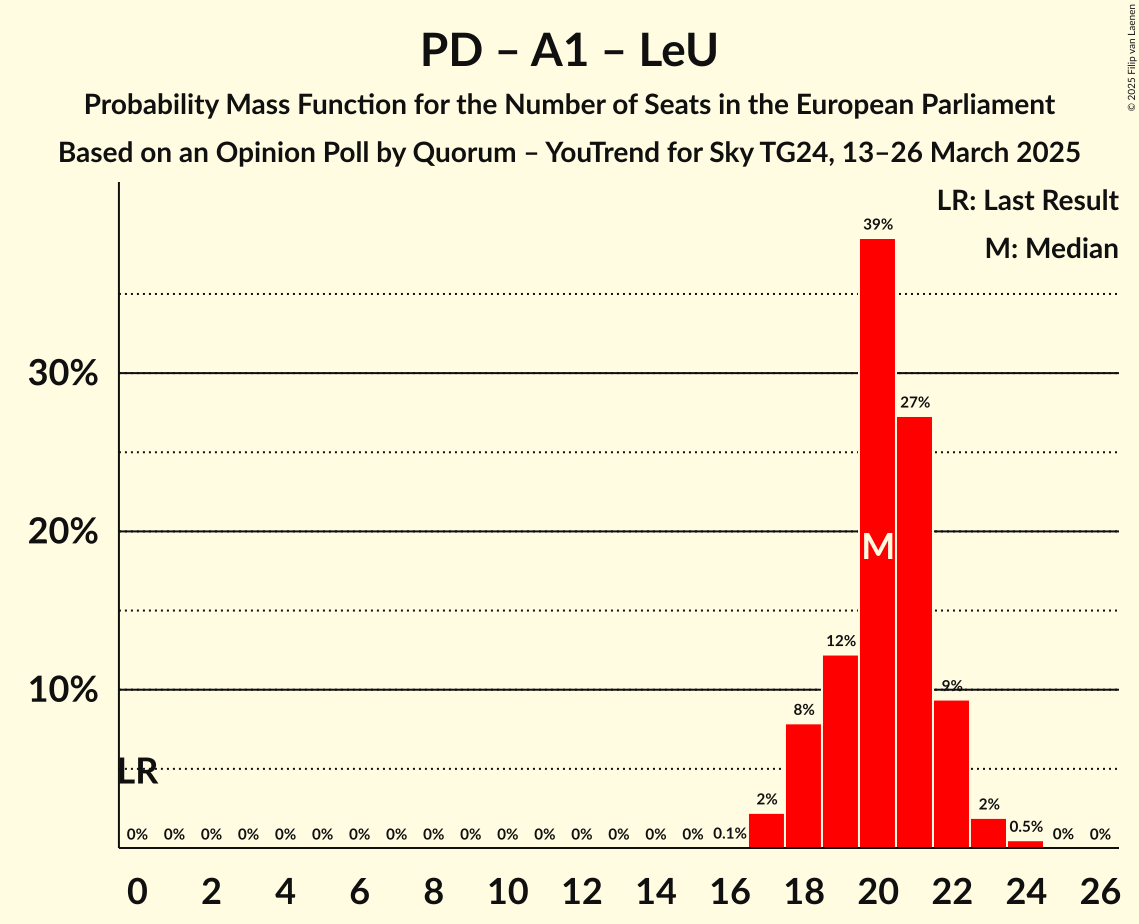 PD – A1 – LeU
Probability Mass Function for the Number of Seats in the European Parliament
Based on an Opinion Poll by Quorum – YouTrend for Sky TG24, 13–26 March 2025
© 2025 Filip van Laenen
LR: Last Result
M: Median
39%
30%
27%
20%
M
12%
10%
9%
8%
LR
2%
2%
0% 0% 0% 0% 0% 0% 0% 0% 0% 0% 0% 0% 0% 0% 0% 0% 0.1% 0.5% 0% 0%
0 2 4 6 8 10 12 14 16 18 20 22 24 26